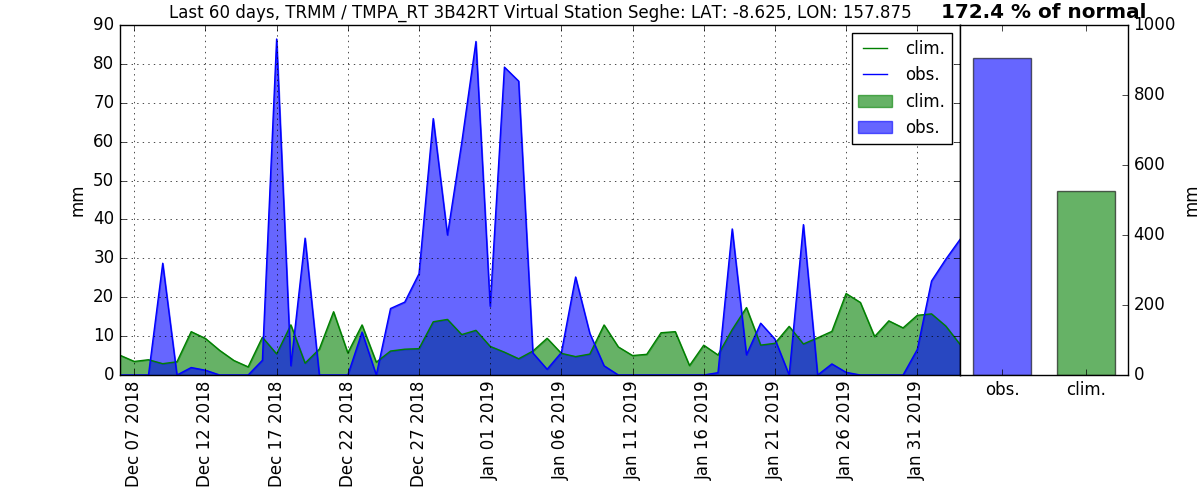 Last 60 days, TRMM / TMPA_RT 3B42RT Virtual Station Seghe: LAT: -8.625, LON: 157.875
172.4 % of normal
90
80
70
60
50
40
30
20
10
0
mm
clim.
obs.
clim.
obs.
Dec 07 2018
Dec 12 2018
Dec 17 2018
Dec 22 2018
Dec 27 2018
Jan 01 2019
Jan 06 2019
Jan 11 2019
Jan 16 2019
Jan 21 2019
Jan 26 2019
Jan 31 2019
1000
800
600
400
200
0
mm
obs.
clim.